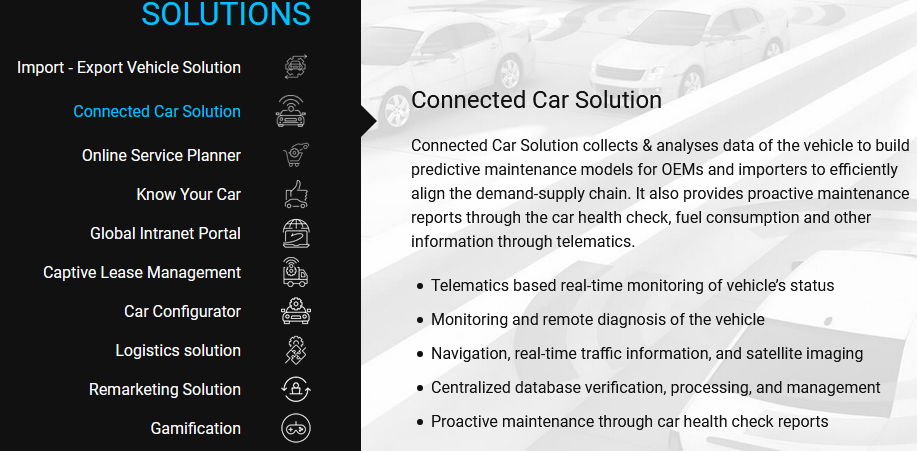 SOLUTIONS
Import - Export Vehicle Solution
Connected Car Solution
Online Service Planner
Know Your Car
Global Intranet Portal
Captive Lease Management
Car Configurator
Logistics solution
Remarketing Solution
Gamification
Connected Car Solution
Connected Car Solution collects & analyses data of the vehicle to build
predictive maintenance models for OEMs and importers to efficiently
align the demand-supply chain. It also provides proactive maintenance
reports through the car health check, fuel consumption and other
information through telematics.
• Telematics based real-time monitoring of vehicle’s status
• Monitoring and remote diagnosis of the vehicle
• Navigation, real-time traffic information, and satellite imaging
• Centralized database verification, processing, and management
• Proactive maintenance through car health check reports